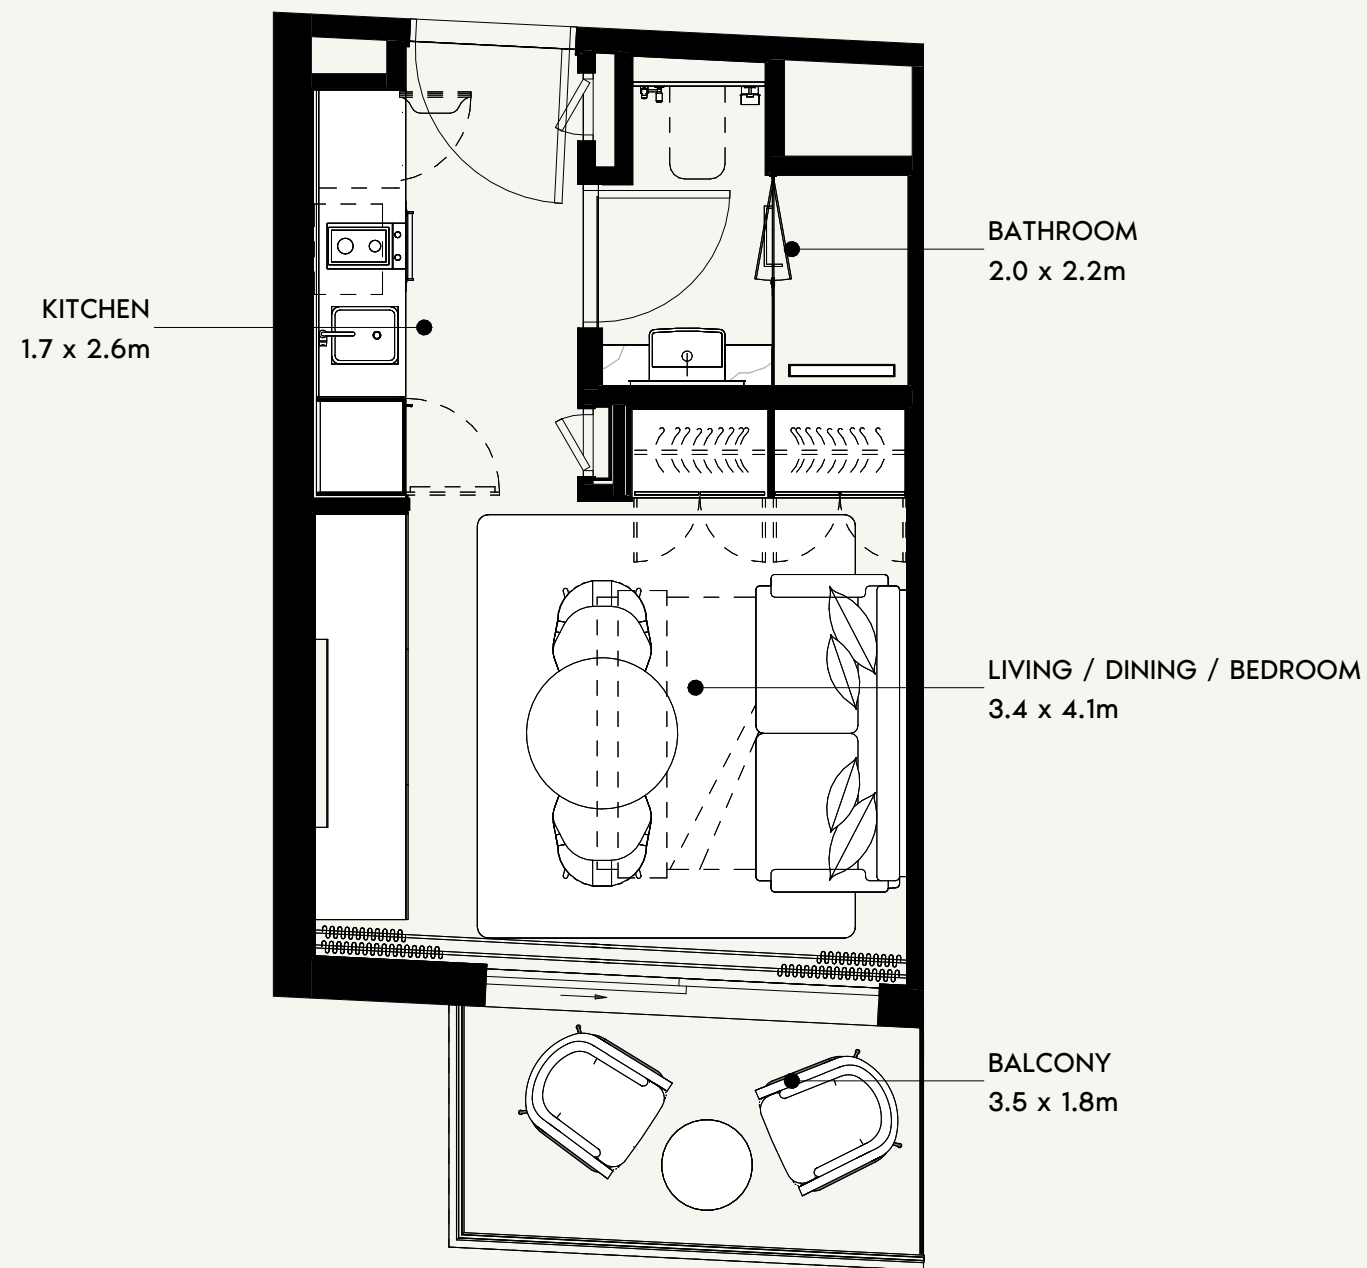 BATHROOM
2.0 x 2.2m
KITCHEN
1.7 x 2.6m
LIVING / DINING / BEDROOM
3.4 x 4.1m
BALCONY
3.5 x 1.8m